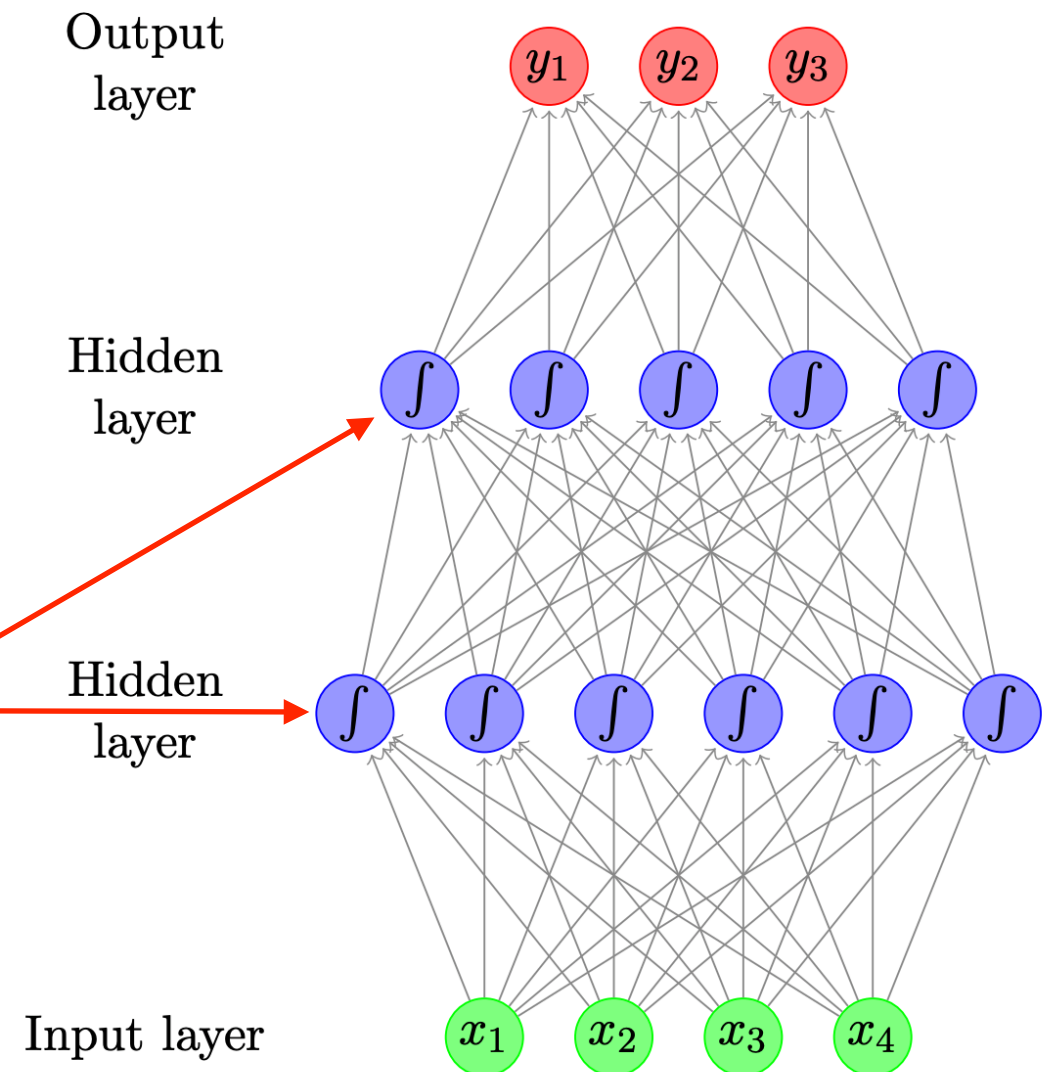 Output
layer
y₁ y₂ y₃
Hidden
layer
∫ ∫ ∫ ∫ ∫
Hidden
layer
∫ ∫ ∫ ∫ ∫ ∫
Input layer
x₁ x₂ x₃ x₄